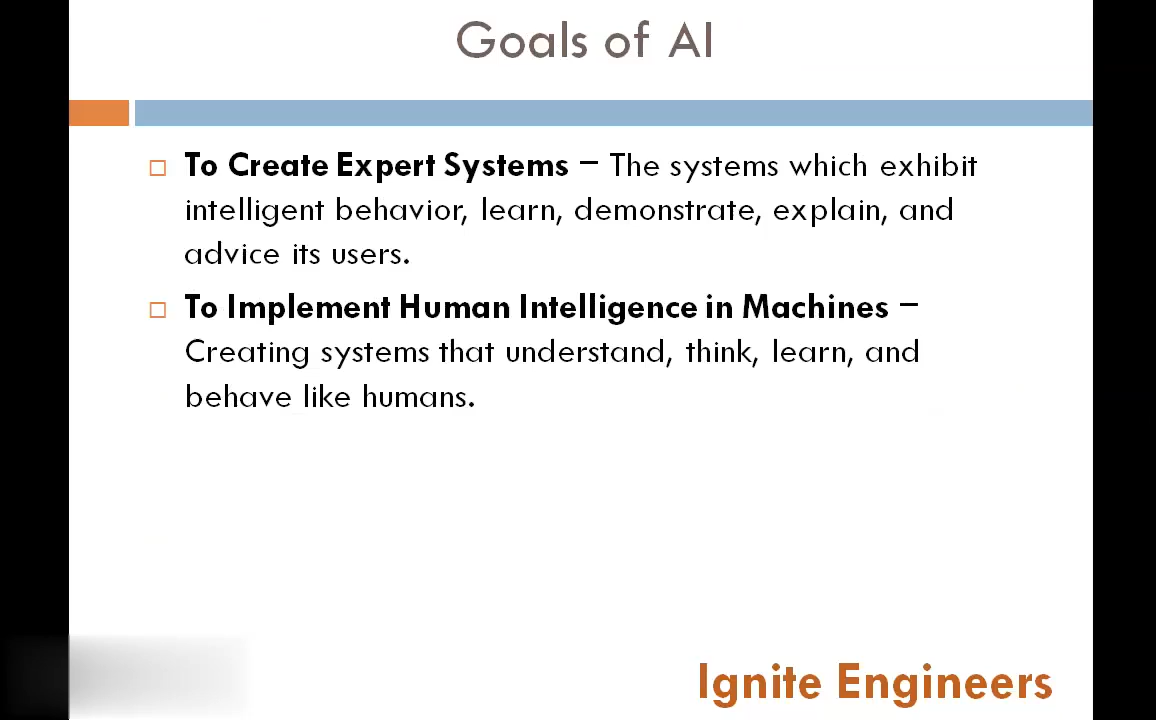 Goals of AI
To Create Expert Systems – The systems which exhibit
intelligent behavior, learn, demonstrate, explain, and
advice its users.
To Implement Human Intelligence in Machines –
Creating systems that understand, think, learn, and
behave like humans.
Ignite Engineers